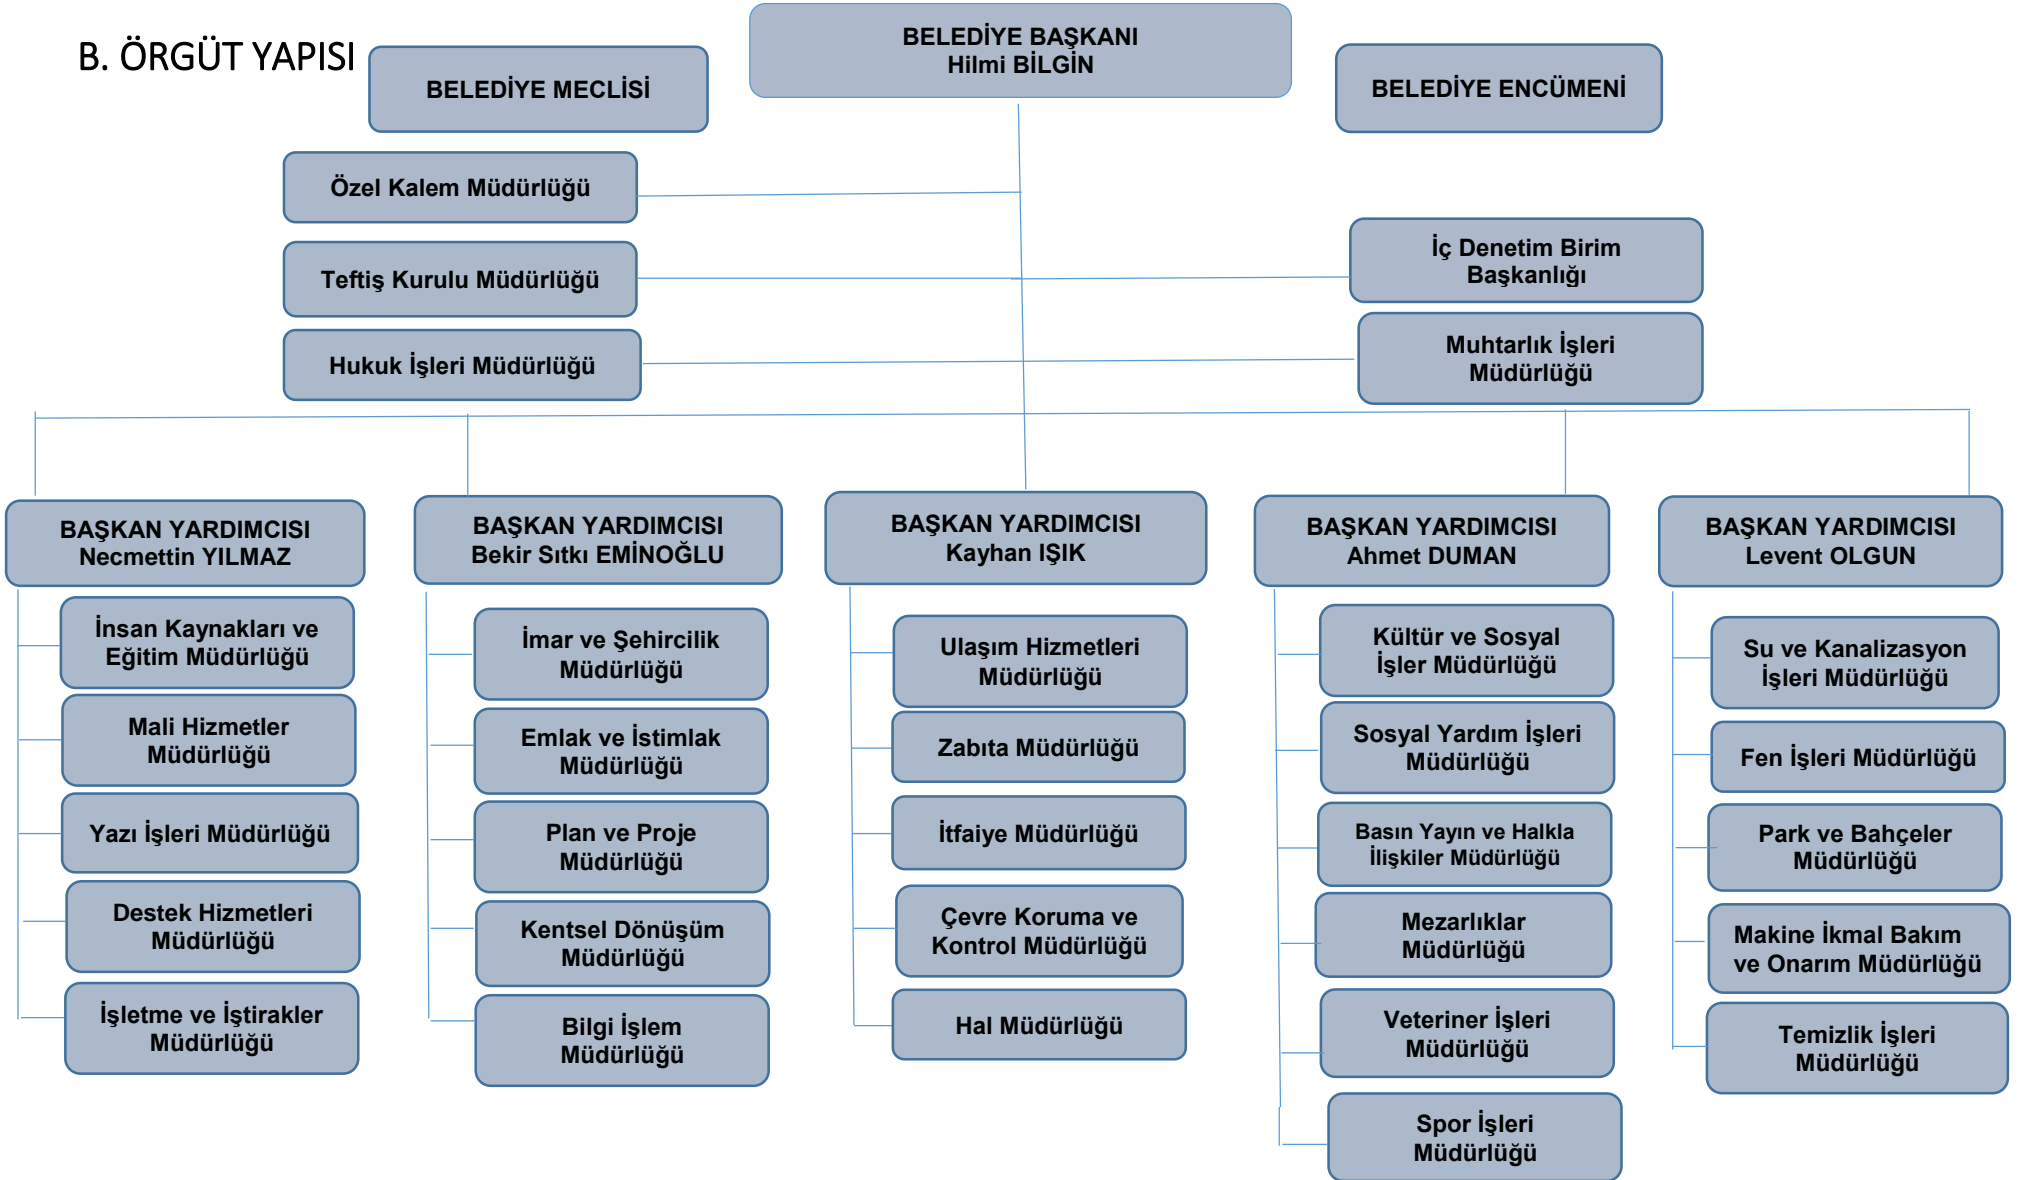 B. ÖRGÜT YAPISI
BELEDİYE BAŞKANI
Hilmi BİLGİN
BELEDİYE MECLİSİ
BELEDİYE ENCÜMENİ
Özel Kalem Müdürlüğü
Teftiş Kurulu Müdürlüğü
Hukuk İşleri Müdürlüğü
İç Denetim Birim
Başkanlığı
Muhtarlık İşleri
Müdürlüğü
BAŞKAN YARDIMCISI
Necmettin YILMAZ
İnsan Kaynakları ve
Eğitim Müdürlüğü
Mali Hizmetler
Müdürlüğü
Yazı İşleri Müdürlüğü
Destek Hizmetleri
Müdürlüğü
İşletme ve İştirakler
Müdürlüğü
BAŞKAN YARDIMCISI
Bekir Sıtkı EMİNOĞLU
İmar ve Şehircilik
Müdürlüğü
Emlak ve İstimlak
Müdürlüğü
Plan ve Proje
Müdürlüğü
Kentsel Dönüşüm
Müdürlüğü
Bilgi İşlem
Müdürlüğü
BAŞKAN YARDIMCISI
Kayhan IŞIK
Ulaşım Hizmetleri
Müdürlüğü
Zabıta Müdürlüğü
İtfaiye Müdürlüğü
Çevre Koruma ve
Kontrol Müdürlüğü
Hal Müdürlüğü
BAŞKAN YARDIMCISI
Ahmet DUMAN
Kültür ve Sosyal
İşler Müdürlüğü
Sosyal Yardım İşleri
Müdürlüğü
Basın Yayın ve Halkla
İlişkiler Müdürlüğü
Mezarlıklar
Müdürlüğü
Veteriner İşleri
Müdürlüğü
Spor İşleri
Müdürlüğü
BAŞKAN YARDIMCISI
Levent OLGUN
Su ve Kanalizasyon
İşleri Müdürlüğü
Fen İşleri Müdürlüğü
Park ve Bahçeler
Müdürlüğü
Makine İkmal Bakım
ve Onarım Müdürlüğü
Temizlik İşleri
Müdürlüğü